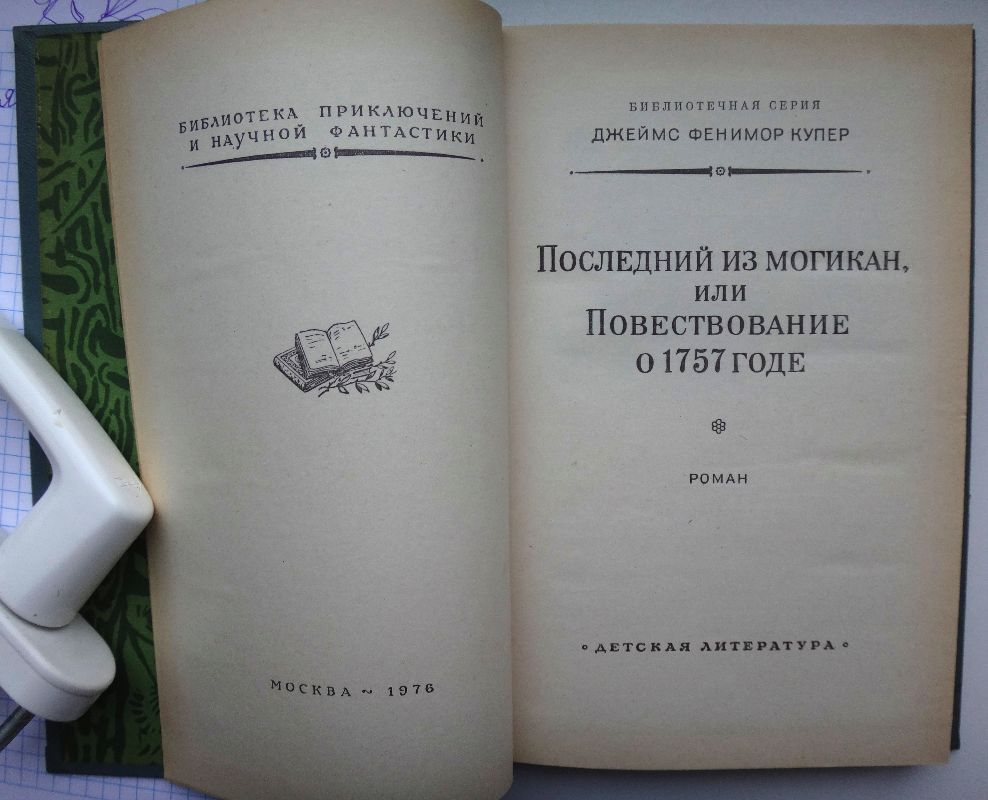 БИБЛИОТЕКА ПРИКЛЮЧЕНИЙ
И НАУЧНОЙ ФАНТАСТИКИ
МОСКВА ~ 1976
БИБЛИОТЕЧНАЯ СЕРИЯ
ДЖЕЙМС ФЕНИМОР КУПЕР
ПОСЛЕДНИЙ ИЗ МОГИКАН,
ИЛИ
ПОВЕСТВОВАНИЕ
О 1757 ГОДЕ
РОМАН
ДЕТСКАЯ ЛИТЕРАТУРА